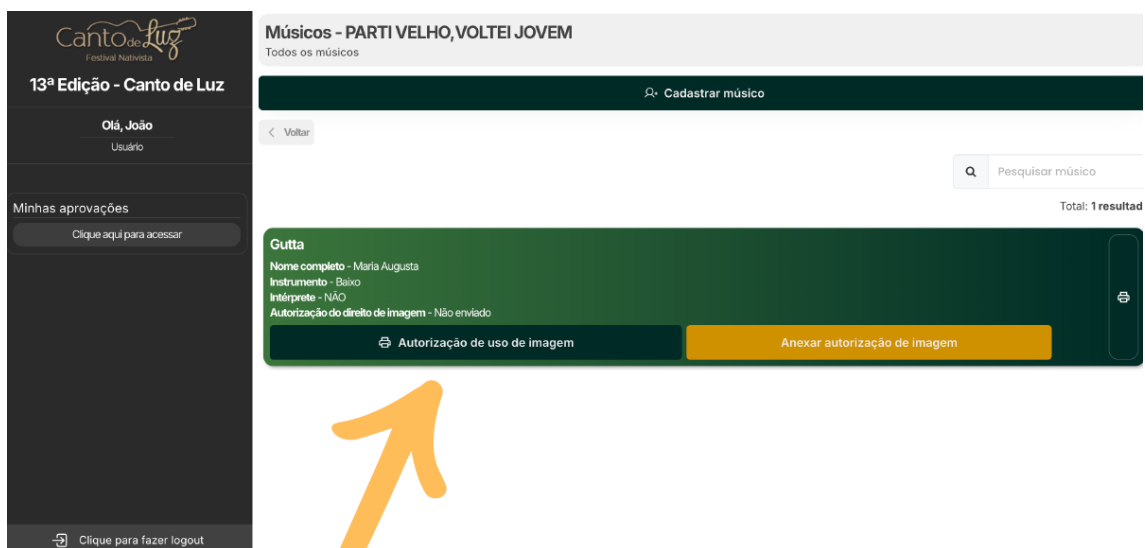 Canto de Luz
Festival Nativista
13ª Edição - Canto de Luz
Olá, João
Usuário
Minhas aprovações
Clique aqui para acessar
Clique para fazer logout
Músicos - PARTI VELHO,VOLTEI JOVEM
Todos os músicos
Cadastrar músico
Voltar
Pesquisar músico
Total: 1 resultad
Gutta
Nome completo - Maria Augusta
Instrumento - Baixo
Intérprete - NÃO
Autorização do direito de imagem - Não enviado
Autorização de uso de imagem
Anexar autorização de imagem